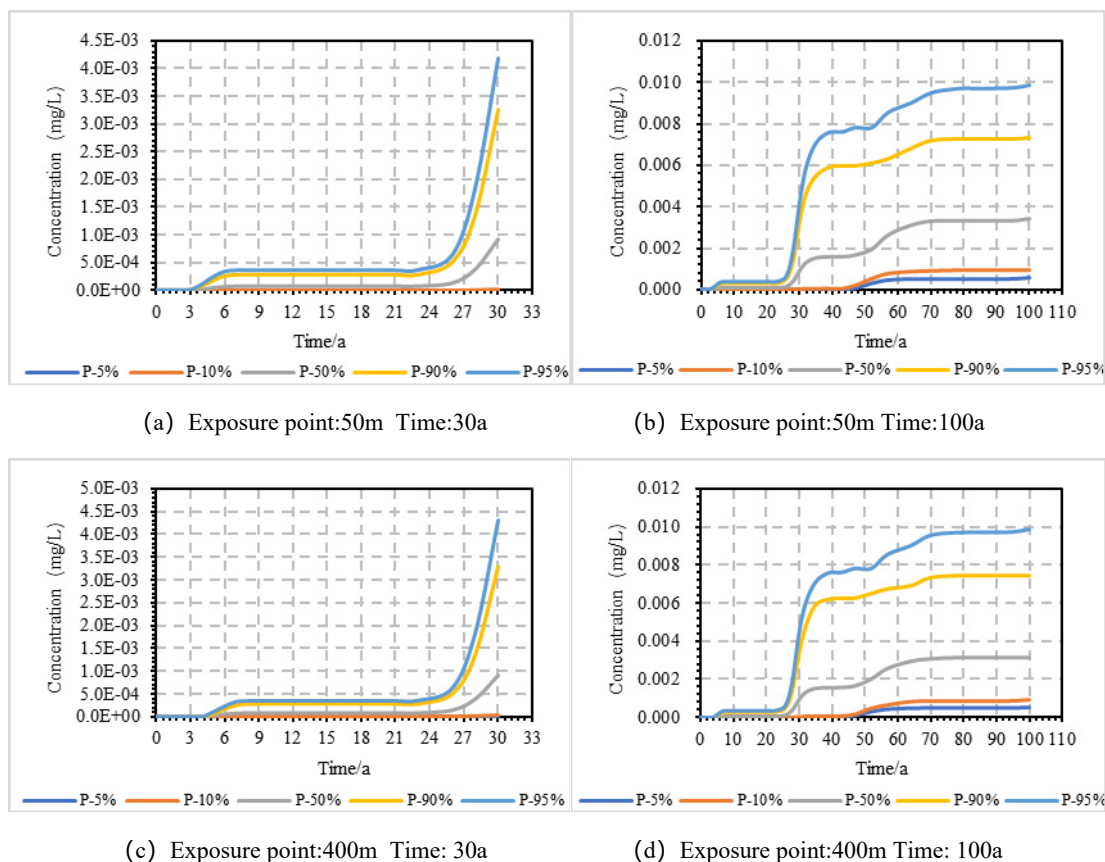 4.5E-03
4.0E-03
3.5E-03
3.0E-03
2.5E-03
2.0E-03
1.5E-03
1.0E-03
5.0E-04
0.0E+00
Concentration (mg/L)
0 3 6 9 12 15 18 21 24 27 30 33
Time/a
P-5% P-10% P-50% P-90% P-95%
0.012
0.010
0.008
0.006
0.004
0.002
0.000
Concentration (mg/L)
0 10 20 30 40 50 60 70 80 90 100 110
Time/a
P-5% P-10% P-50% P-90% P-95%
(a) Exposure point:50m Time:30a
(b) Exposure point:50m Time:100a
5.0E-03
4.5E-03
4.0E-03
3.5E-03
3.0E-03
2.5E-03
2.0E-03
1.5E-03
1.0E-03
5.0E-04
0.0E+00
Concentration (mg/L)
0 3 6 9 12 15 18 21 24 27 30 33
Time/a
P-5% P-10% P-50% P-90% P-95%
0.012
0.010
0.008
0.006
0.004
0.002
0.000
Concentration (mg/L)
0 10 20 30 40 50 60 70 80 90 100 110
Time/a
P-5% P-10% P-50% P-90% P-95%
(c) Exposure point:400m Time: 30a
(d) Exposure point:400m Time: 100a